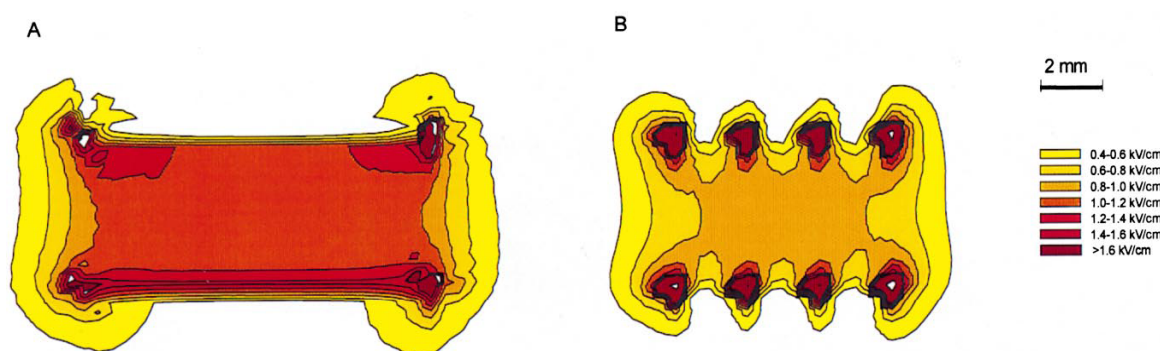 A
B
2 mm
0.4-0.6 kV/cm
0.6-0.8 kV/cm
0.8-1.0 kV/cm
1.0-1.2 kV/cm
1.2-1.4 kV/cm
1.4-1.6 kV/cm
>1.6 kV/cm